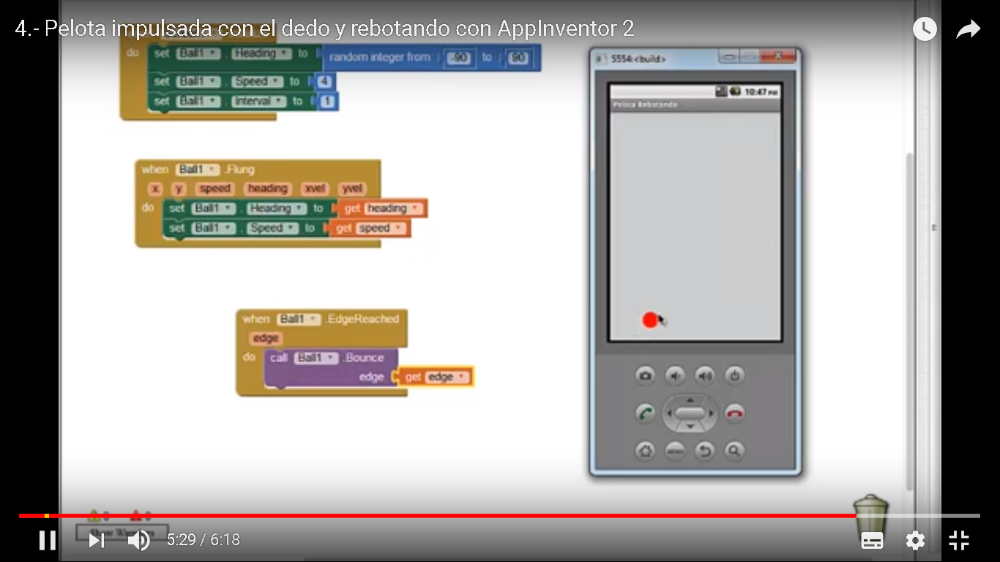 4.- Pelota impulsada con el dedo y rebotando con AppInventor 2
do set Ball1 . Heading to random integer from -90 to 90
set Ball1 . Speed to 4
set Ball1 . Interval to 1
when Ball1 .Flung
x y speed heading xvel yvel
do set Ball1 . Heading to get heading
set Ball1 . Speed to get speed
when Ball1 .EdgeReached
edge
do call Ball1 .Bounce
edge get edge
5554:<build>
10:47 PM
Pelota Rebotando
MENU
0 0
Show Warnings
5:29 / 6:18